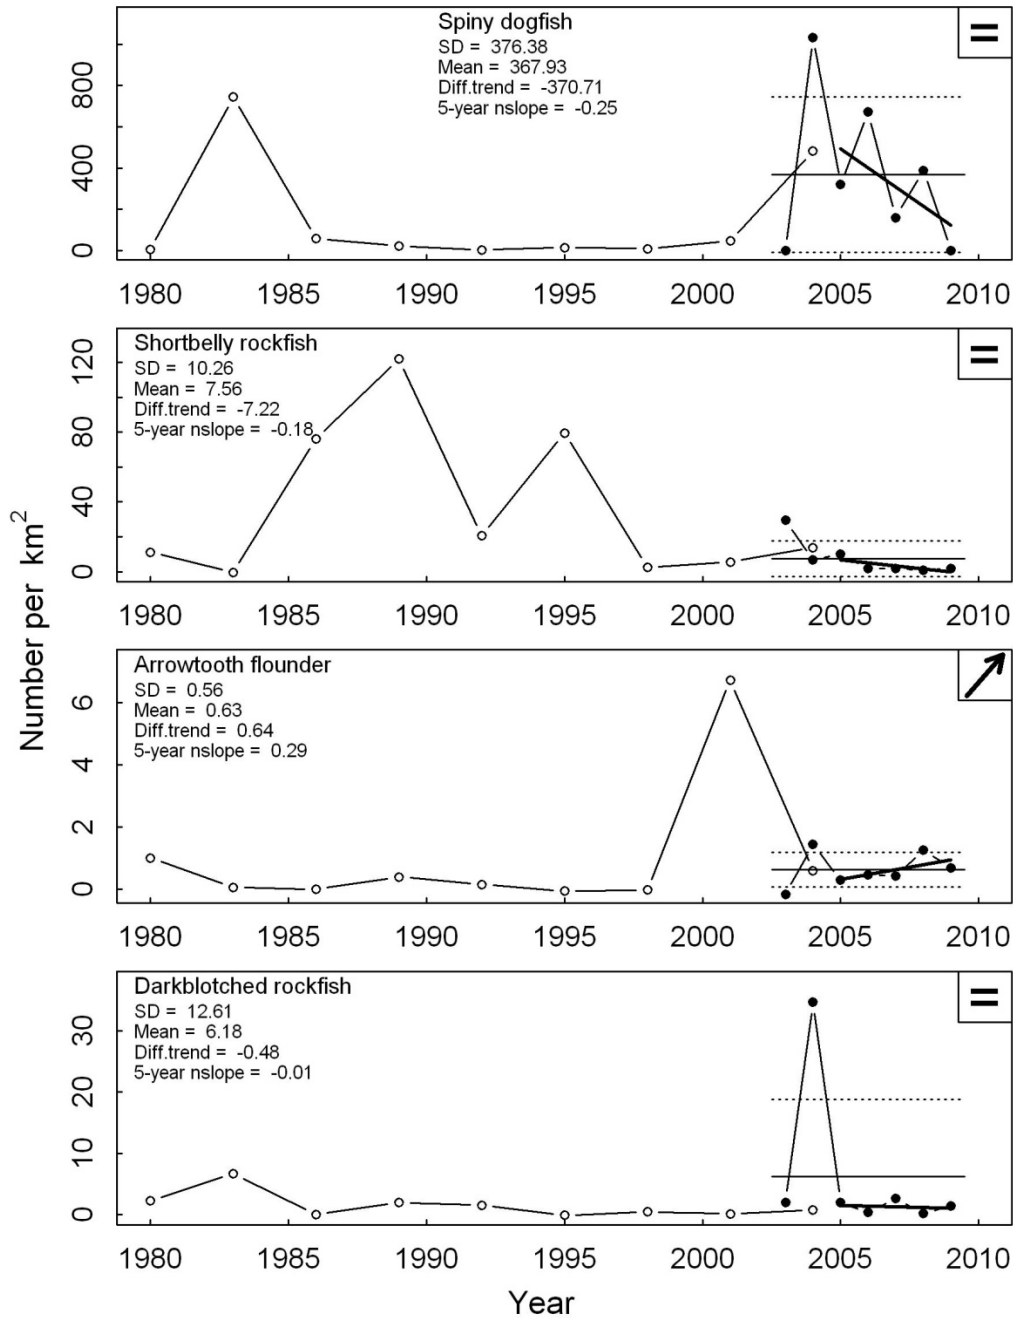 Spiny dogfish
SD = 376.38
Mean = 367.93
Diff.trend = -370.71
5-year nslope = -0.25
=
800
400
0
1980 1985 1990 1995 2000 2005 2010
Shortbelly rockfish
SD = 10.26
Mean = 7.56
Diff.trend = -7.22
5-year nslope = -0.18
=
120
80
40
0
1980 1985 1990 1995 2000 2005 2010
Number per km²
Arrowtooth flounder
SD = 0.56
Mean = 0.63
Diff.trend = 0.64
5-year nslope = 0.29
6
4
2
0
1980 1985 1990 1995 2000 2005 2010
Darkblotched rockfish
SD = 12.61
Mean = 6.18
Diff.trend = -0.48
5-year nslope = -0.01
=
30
20
10
0
1980 1985 1990 1995 2000 2005 2010
Year